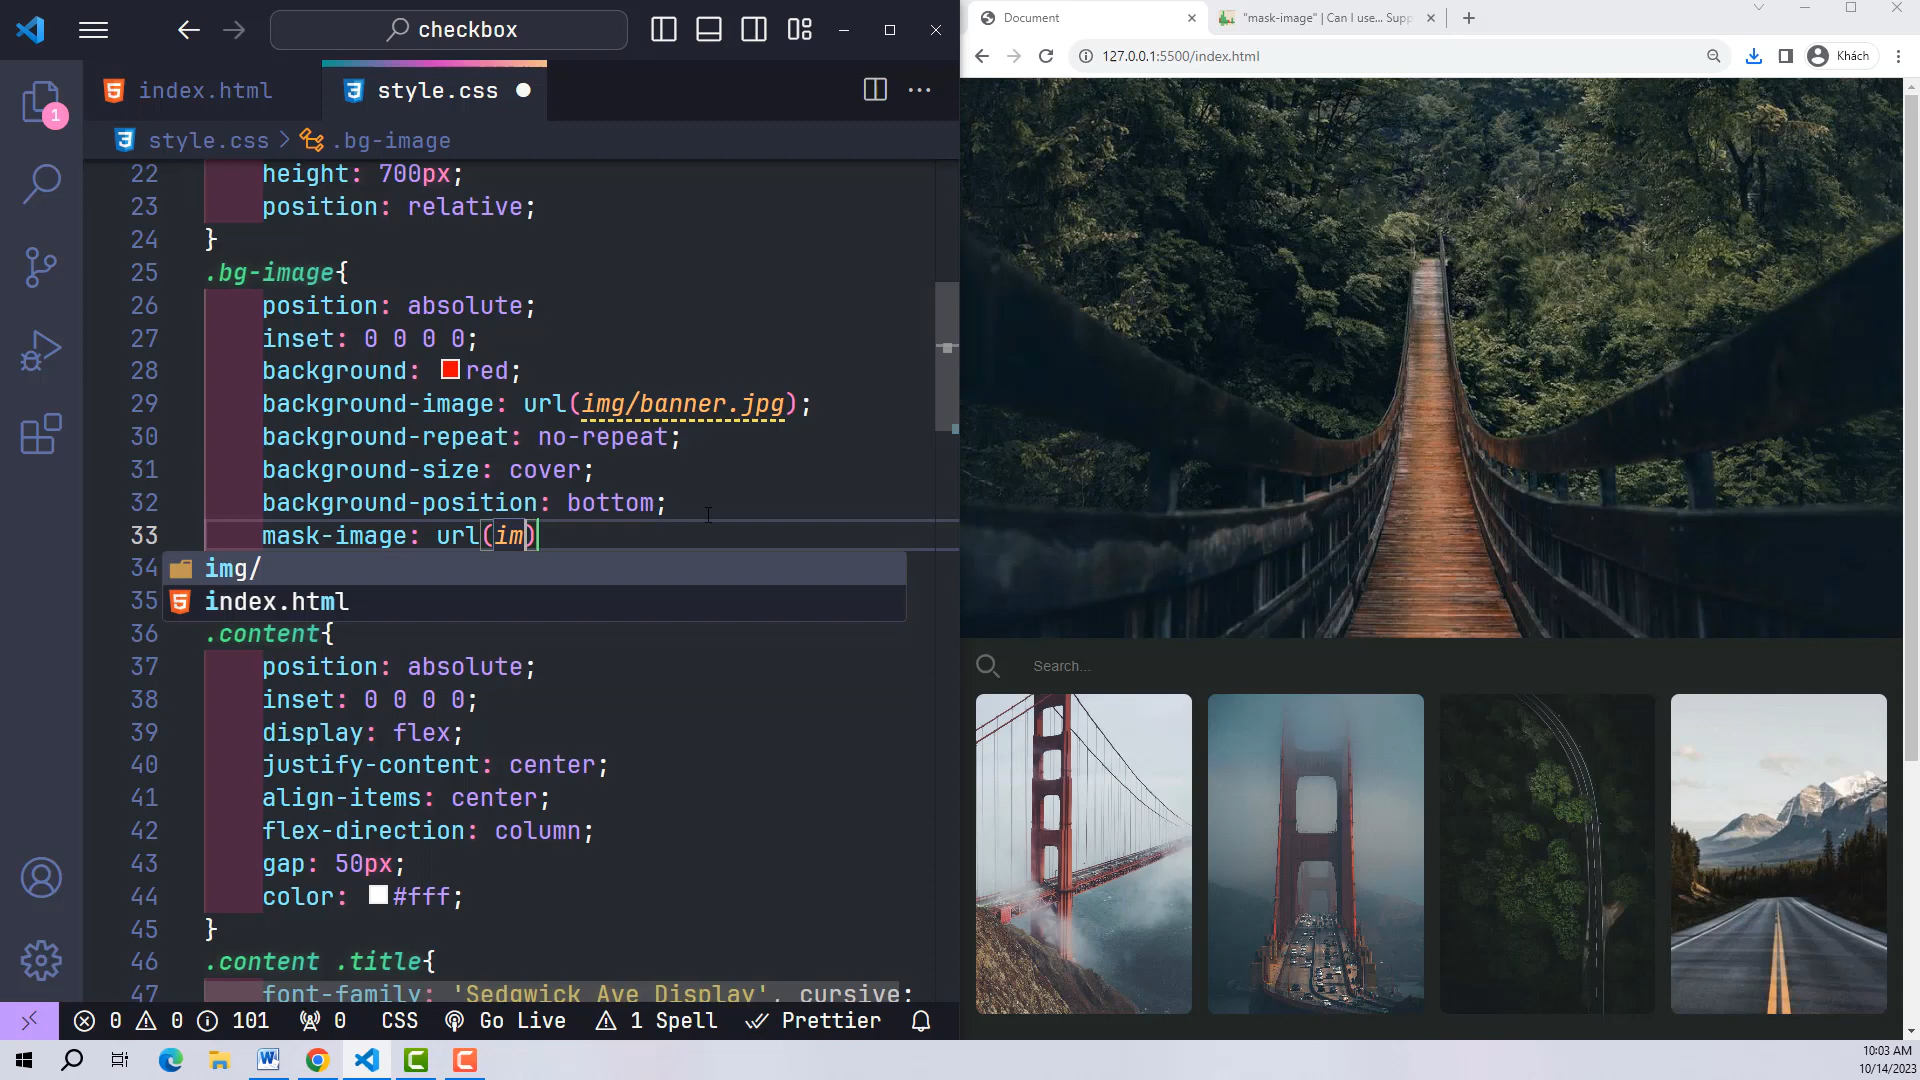 checkbox
index.html
style.css
style.css > .bg-image
1
22 height: 700px;
23 position: relative;
24 }
25 .bg-image{
26 position: absolute;
27 inset: 0 0 0 0;
28 background: red;
29 background-image: url(img/banner.jpg);
30 background-repeat: no-repeat;
31 background-size: cover;
32 background-position: bottom;
33 mask-image: url(im)
34 img/
35 index.html
36 .content{
37 position: absolute;
38 inset: 0 0 0 0;
39 display: flex;
40 justify-content: center;
41 align-items: center;
42 flex-direction: column;
43 gap: 50px;
44 color: #fff;
45 }
46 .content .title{
47 font-family: 'Sedgwick Ave Display', cursive;
0 0 101 0 CSS Go Live 1 Spell Prettier
Document
"mask-image" | Can I use... Supp
127.0.0.1:5500/index.html
Khách
Search...
10:03 AM
10/14/2023